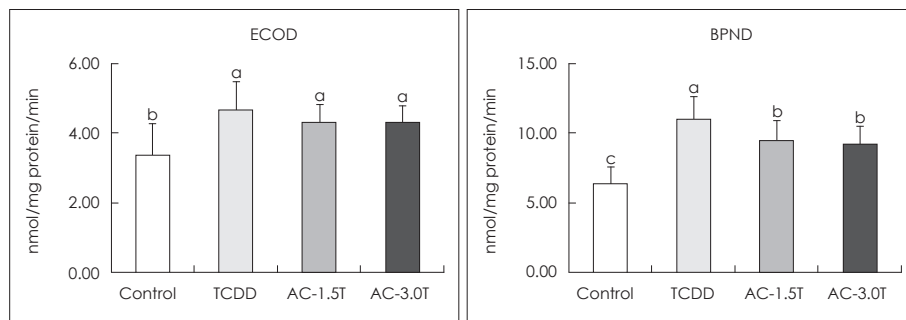 ECOD
nmol/mg protein/min
6.00
4.00
2.00
0.00
b
a
a
a
Control
TCDD
AC-1.5T
AC-3.0T
BPND
nmol/mg protein/min
15.00
10.00
5.00
0.00
c
a
b
b
Control
TCDD
AC-1.5T
AC-3.0T